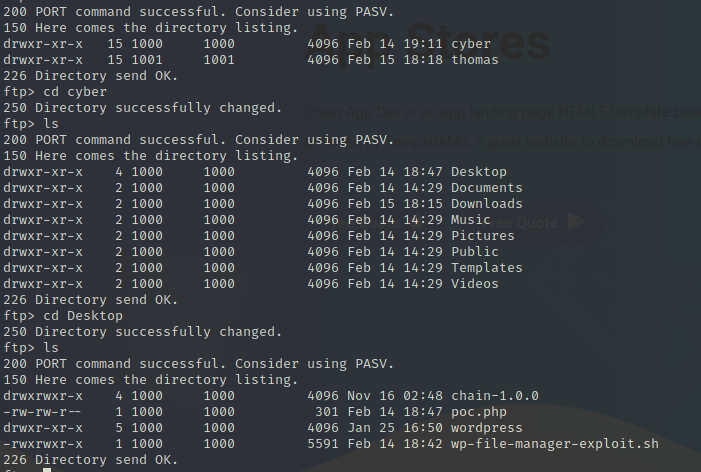 200 PORT command successful. Consider using PASV.
150 Here comes the directory listing.
drwxr-xr-x   15 1000     1000         4096 Feb 14 19:11 cyber
drwxr-xr-x   15 1001     1001         4096 Feb 15 18:18 thomas
226 Directory send OK.
ftp> cd cyber
250 Directory successfully changed.
ftp> ls
200 PORT command successful. Consider using PASV.
150 Here comes the directory listing.
drwxr-xr-x    4 1000     1000         4096 Feb 14 18:47 Desktop
drwxr-xr-x    2 1000     1000         4096 Feb 14 14:29 Documents
drwxr-xr-x    2 1000     1000         4096 Feb 15 18:15 Downloads
drwxr-xr-x    2 1000     1000         4096 Feb 14 14:29 Music
drwxr-xr-x    2 1000     1000         4096 Feb 14 14:29 Pictures
drwxr-xr-x    2 1000     1000         4096 Feb 14 14:29 Public
drwxr-xr-x    2 1000     1000         4096 Feb 14 14:29 Templates
drwxr-xr-x    2 1000     1000         4096 Feb 14 14:29 Videos
226 Directory send OK.
ftp> cd Desktop
250 Directory successfully changed.
ftp> ls
200 PORT command successful. Consider using PASV.
150 Here comes the directory listing.
drwxrwxr-x    4 1000     1000         4096 Nov 16 02:48 chain-1.0.0
-rw-rw-r--    1 1000     1000          301 Feb 14 18:47 poc.php
drwxr-xr-x    5 1000     1000         4096 Jan 25 16:50 wordpress
-rwxrwxr-x    1 1000     1000         5591 Feb 14 18:42 wp-file-manager-exploit.sh
226 Directory send OK.
App Stores
Chain App Dev is an app landing page HTML5 template
TemplateMo, a great website to download free
Free Quote